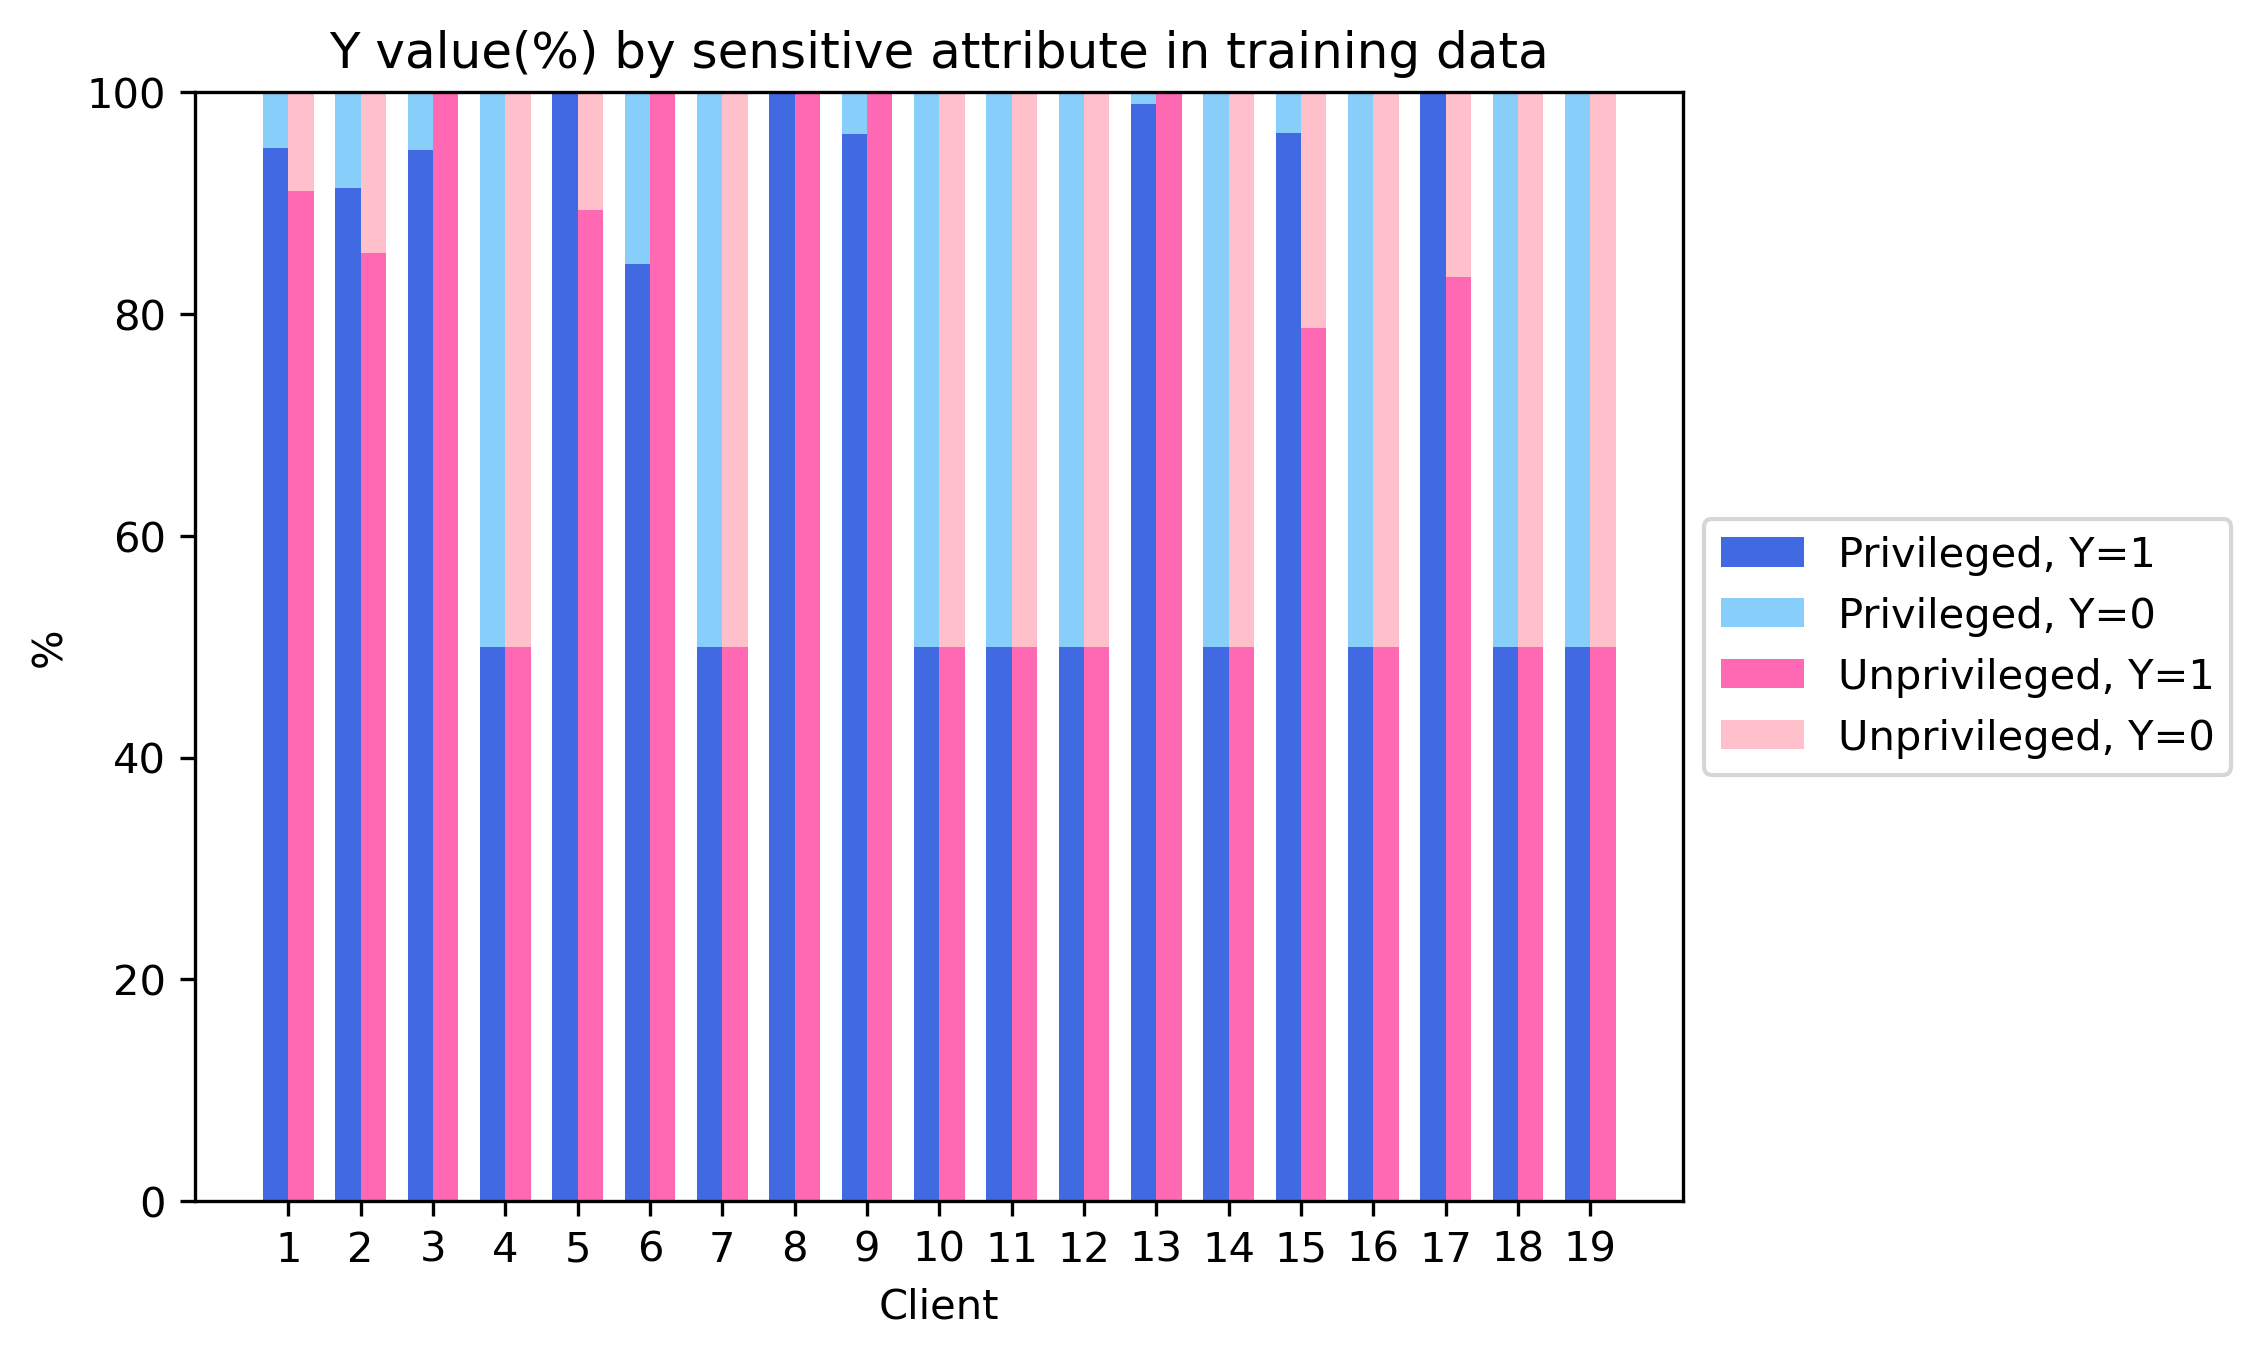 Y value(%) by sensitive attribute in training data
100
80
60
40
20
0
%
1 2 3 4 5 6 7 8 9 10 11 12 13 14 15 16 17 18 19
Client
Privileged, Y=1
Privileged, Y=0
Unprivileged, Y=1
Unprivileged, Y=0